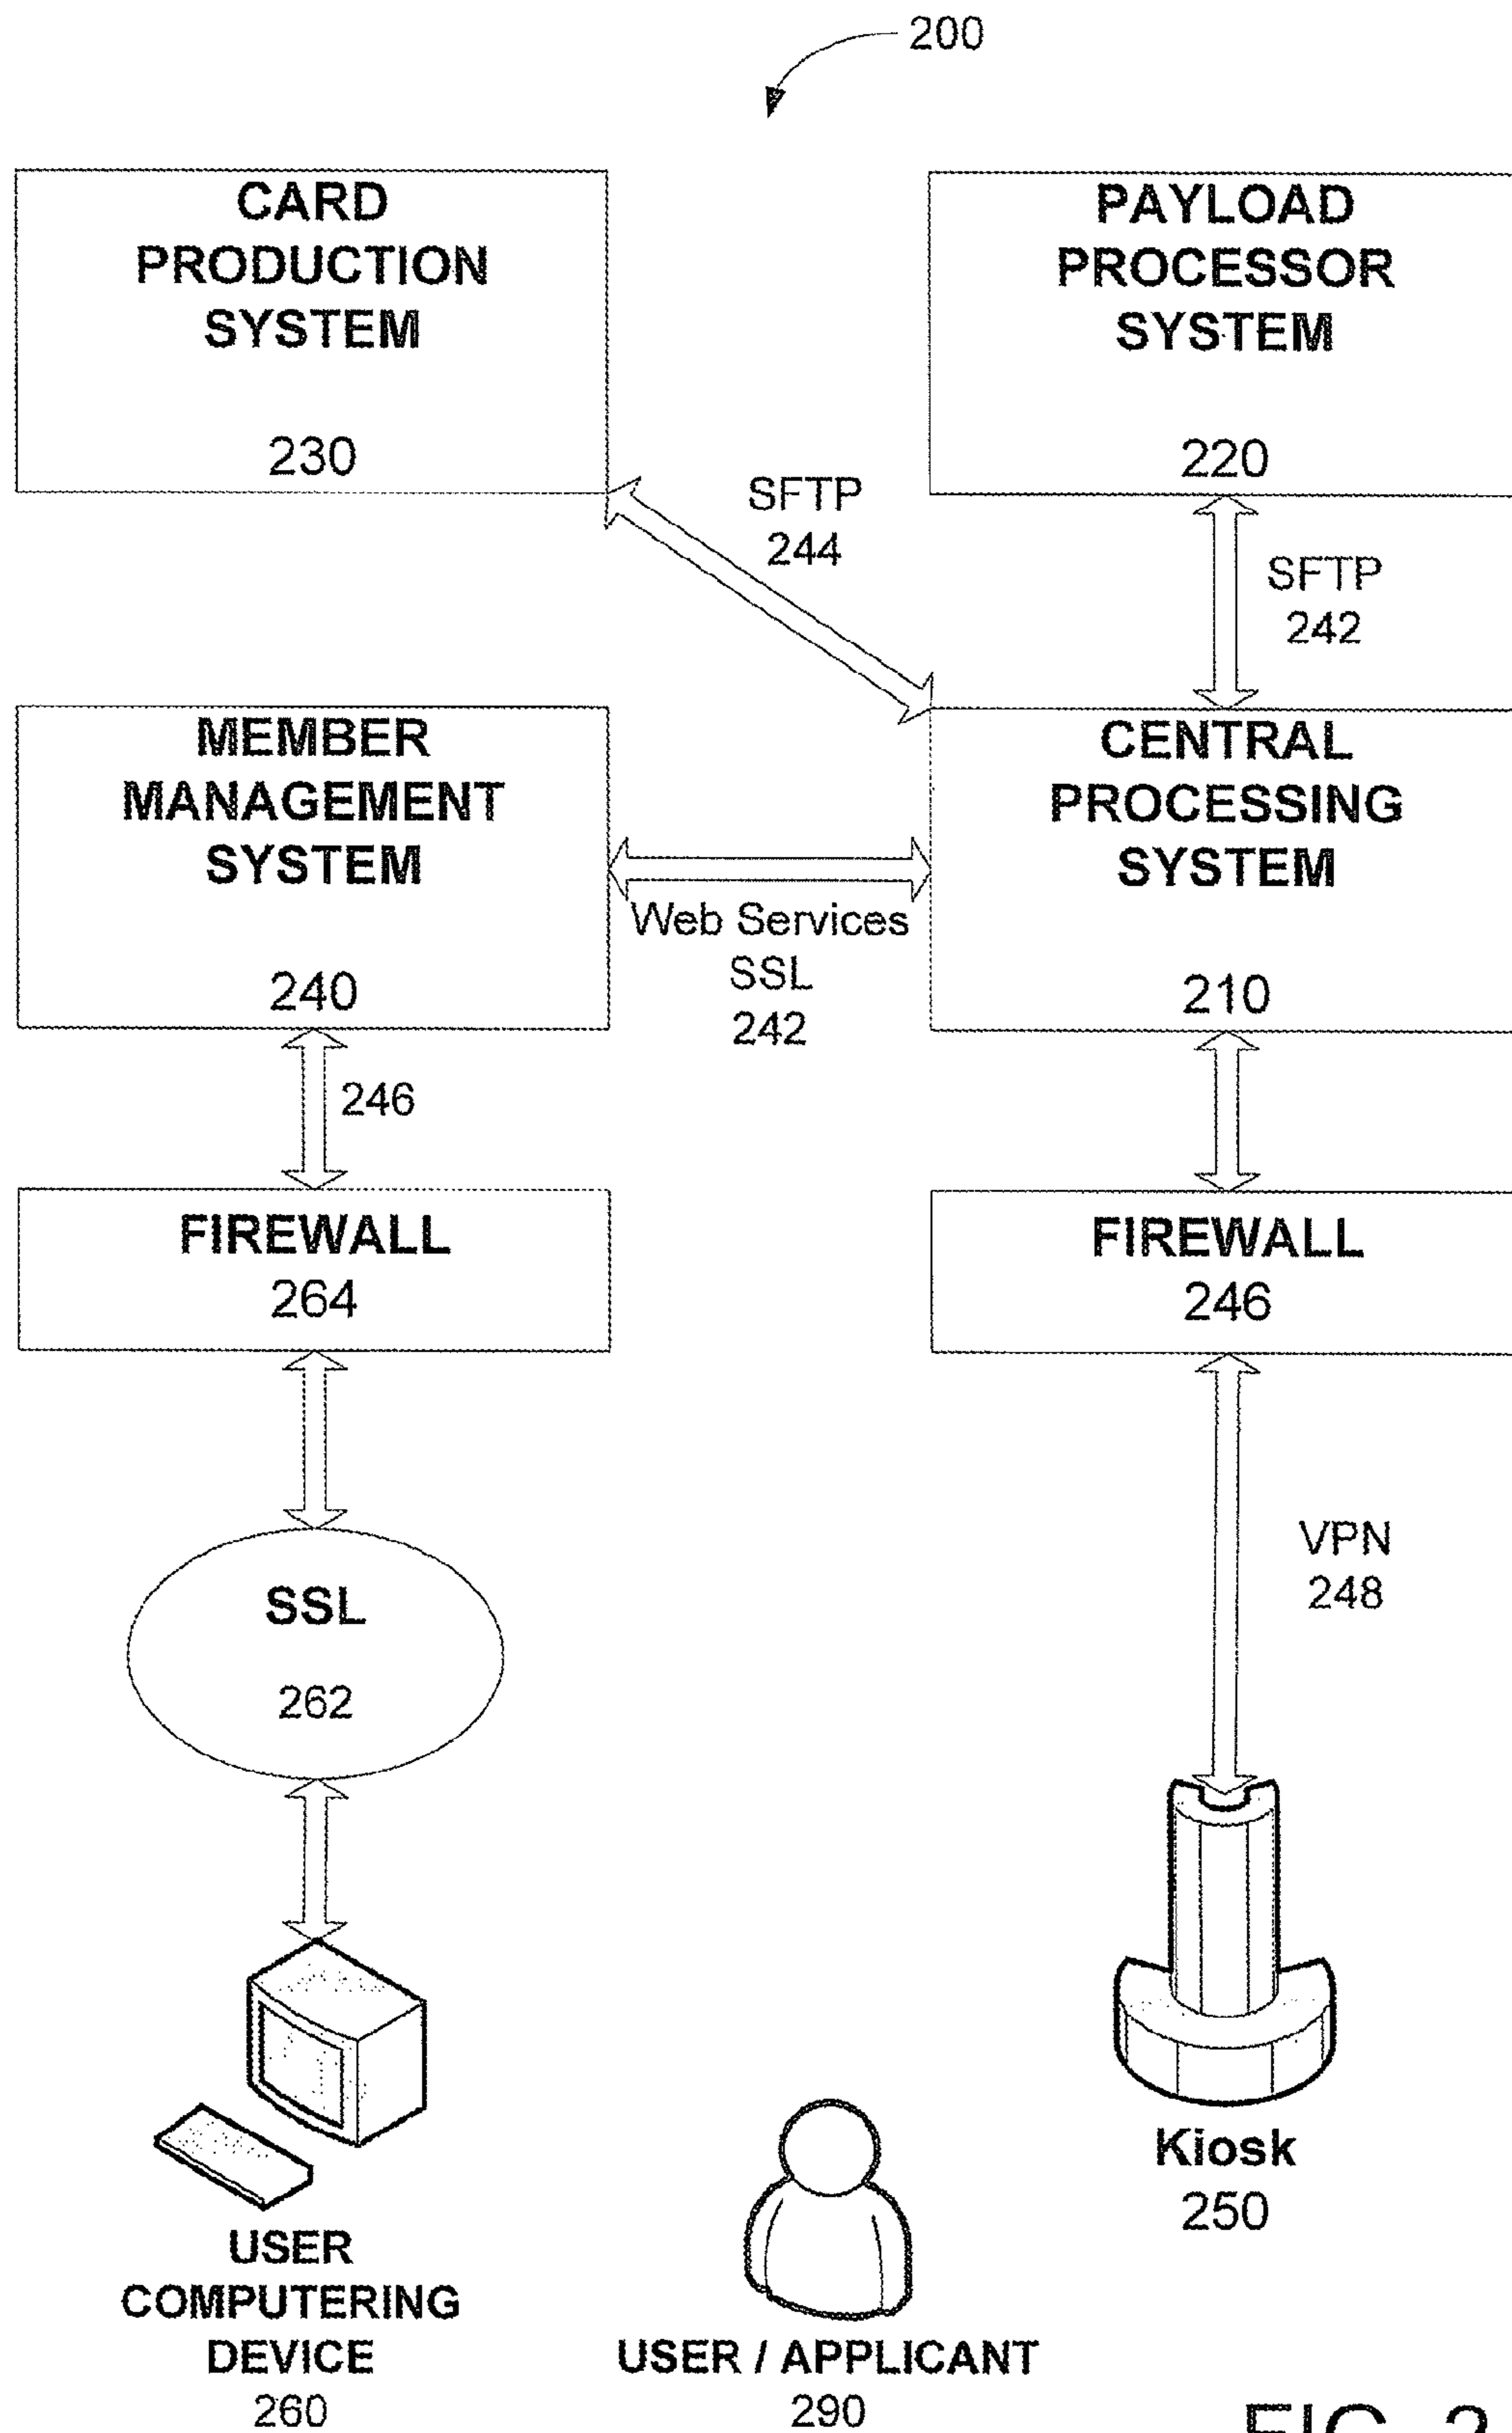 200
CARD
PRODUCTION
SYSTEM
230
PAYLOAD
PROCESSOR
SYSTEM
220
SFTP
244
SFTP
242
MEMBER
MANAGEMENT
SYSTEM
240
Web Services
SSL
242
CENTRAL
PROCESSING
SYSTEM
210
246
FIREWALL
264
FIREWALL
246
SSL
262
VPN
248
Kiosk
250
USER
COMPUTERING
DEVICE
260
USER / APPLICANT
290
FIG. 2